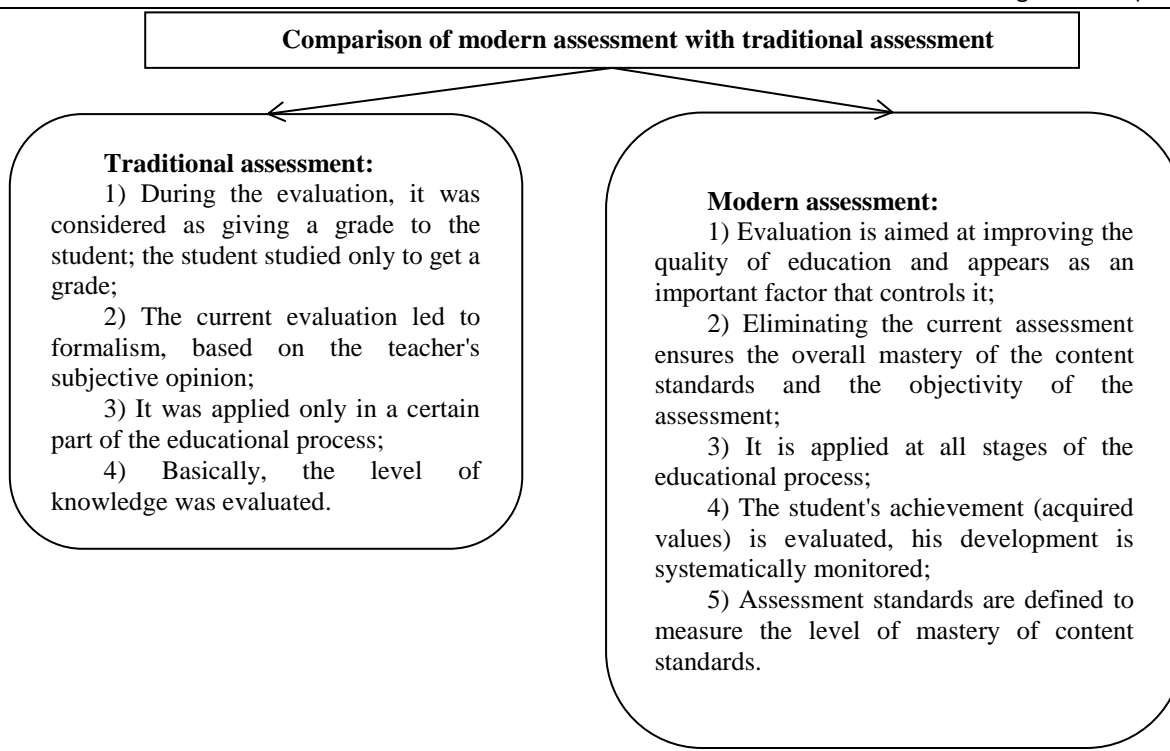 Comparison of modern assessment with traditional assessment
Traditional assessment:
1) During the evaluation, it was
considered as giving a grade to the
student; the student studied only to get a
grade;
2) The current evaluation led to
formalism, based on the teacher's
subjective opinion;
3) It was applied only in a certain
part of the educational process;
4) Basically, the level of
knowledge was evaluated.
Modern assessment:
1) Evaluation is aimed at improving the
quality of education and appears as an
important factor that controls it;
2) Eliminating the current assessment
ensures the overall mastery of the content
standards and the objectivity of the
assessment;
3) It is applied at all stages of the
educational process;
4) The student's achievement (acquired
values) is evaluated, his development is
systematically monitored;
5) Assessment standards are defined to
measure the level of mastery of content
standards.